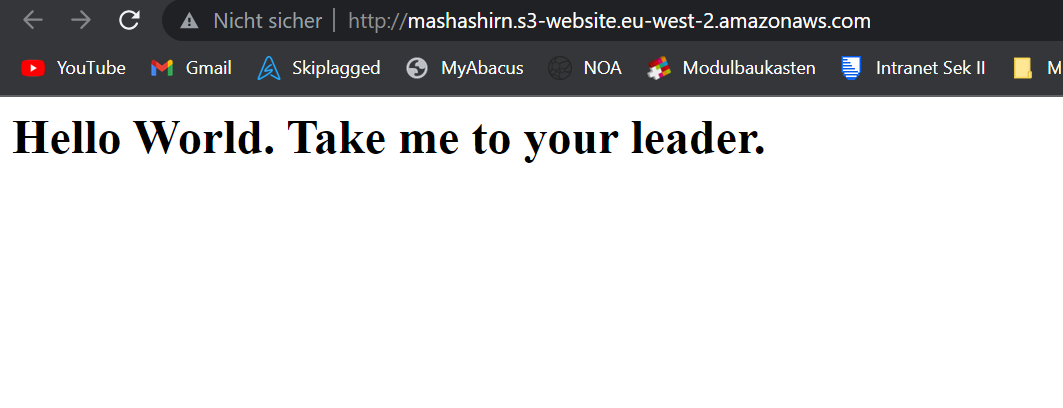 Nicht sicher | http://mashashirn.s3-website.eu-west-2.amazonaws.com
YouTube Gmail Skiplagged MyAbacus NOA Modulbaukasten Intranet Sek II M
Hello World. Take me to your leader.